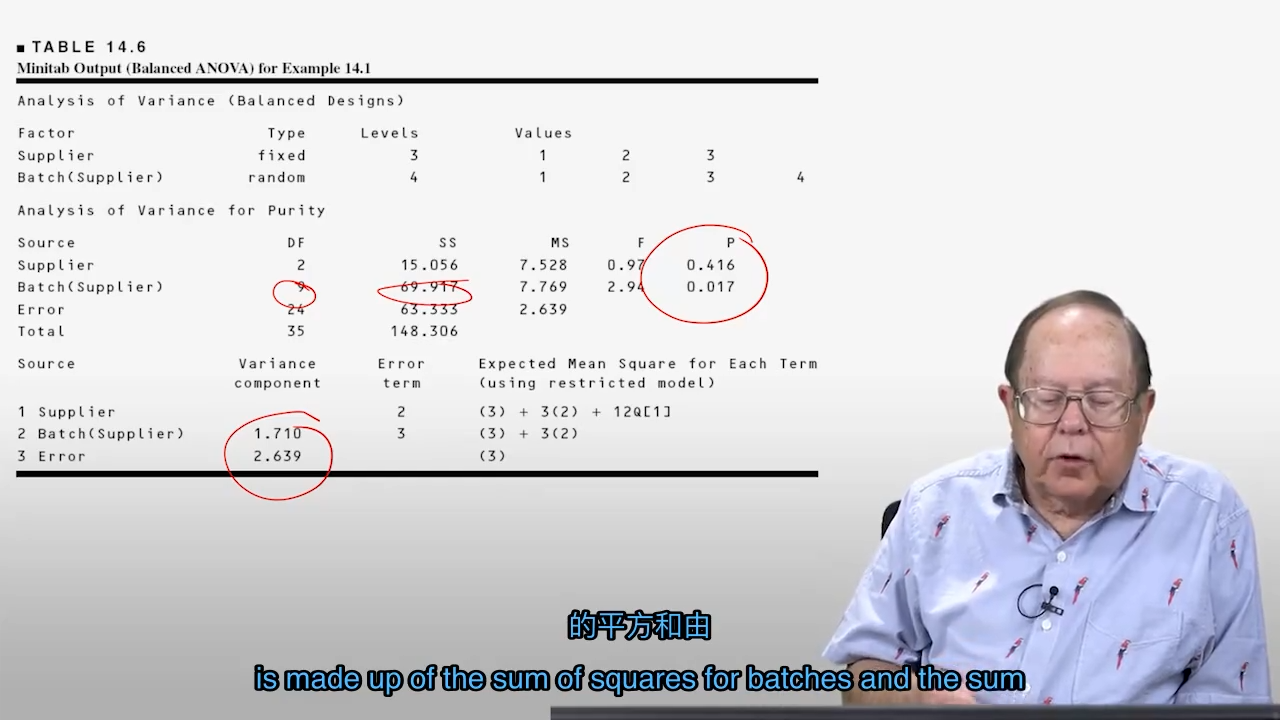 ■ TABLE 14.6
Minitab Output (Balanced ANOVA) for Example 14.1
Analysis of Variance (Balanced Designs)
Factor Type Levels Values
Supplier fixed 3 1 2 3
Batch(Supplier) random 4 1 2 3 4
Analysis of Variance for Purity
Source DF SS MS F P
Supplier 2 15.056 7.528 0.97 0.416
Batch(Supplier) 9 69.917 7.769 2.94 0.017
Error 24 63.333 2.639
Total 35 148.306
Source Variance Error Expected Mean Square for Each Term
component term (using restricted model)
1 Supplier 2 (3) + 3(2) + 12Q[1]
2 Batch(Supplier) 1.710 3 (3) + 3(2)
3 Error 2.639 (3)
的平方和由
is made up of the sum of squares for batches and the sum